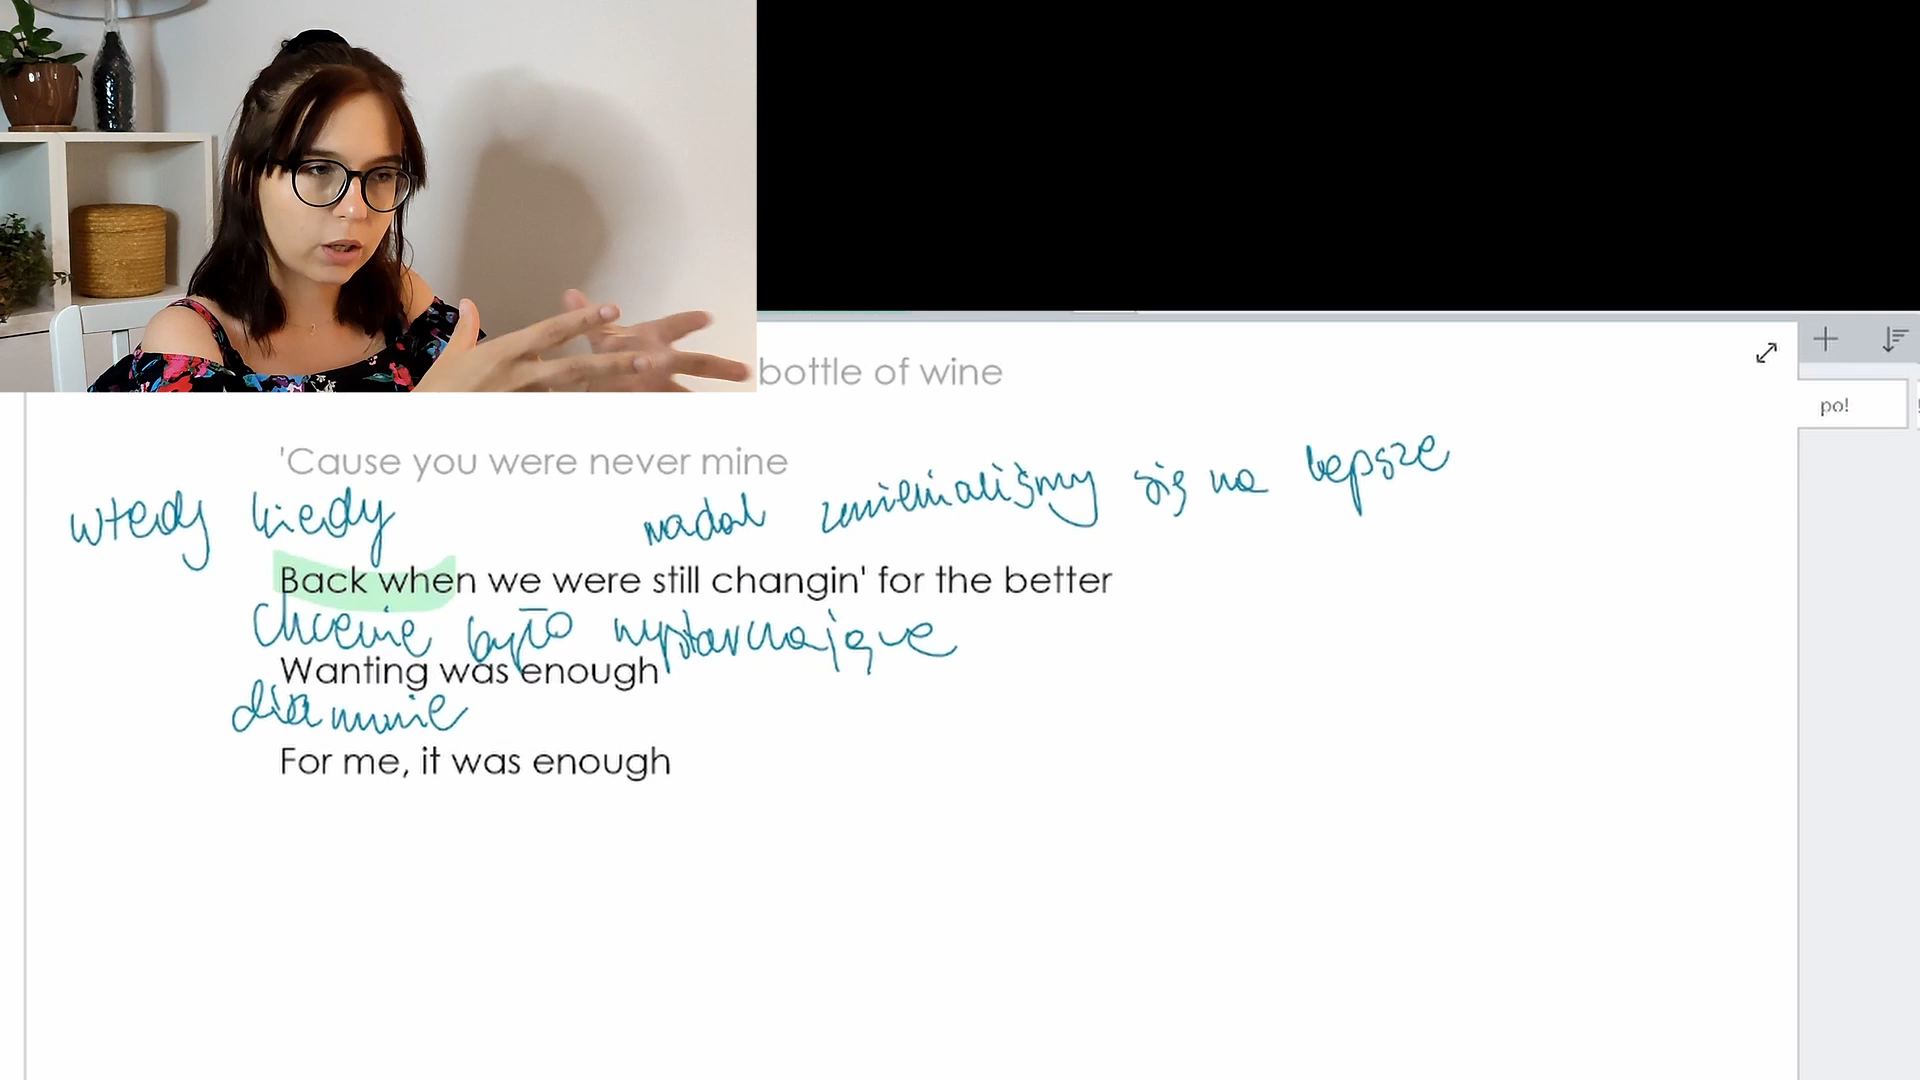 bottle of wine
po!
'Cause you were never mine
wtedy kiedy nadal zmienialiśmy się na lepsze
Back when we were still changin' for the better
Chcenie było wystarczające
Wanting was enough
dla mnie
For me, it was enough